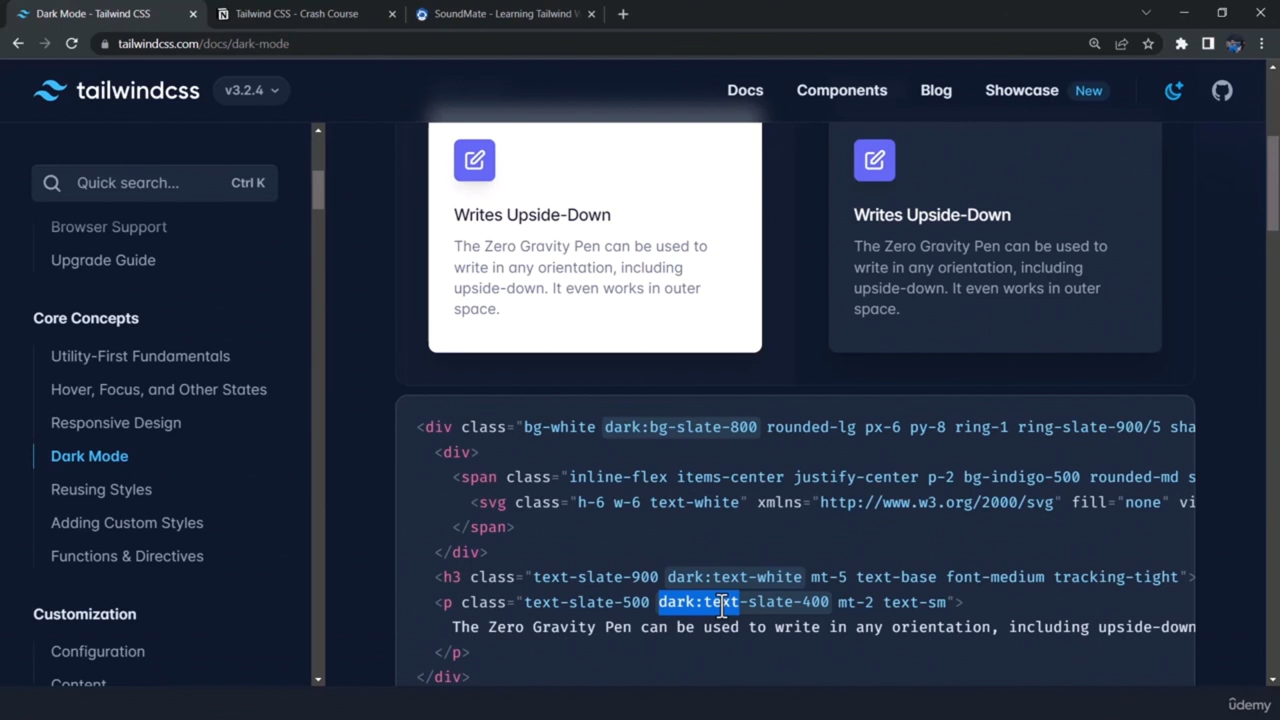 Dark Mode - Tailwind CSS
Tailwind CSS - Crash Course
SoundMate - Learning Tailwind
tailwindcss.com/docs/dark-mode
tailwindcss
v3.2.4
Docs
Components
Blog
Showcase
New
Quick search...
Ctrl K
Browser Support
Upgrade Guide
Core Concepts
Utility-First Fundamentals
Hover, Focus, and Other States
Responsive Design
Dark Mode
Reusing Styles
Adding Custom Styles
Functions & Directives
Customization
Configuration
Content
Writes Upside-Down
The Zero Gravity Pen can be used to
write in any orientation, including
upside-down. It even works in outer
space.
Writes Upside-Down
The Zero Gravity Pen can be used to
write in any orientation, including
upside-down. It even works in outer
space.
<div class="bg-white dark:bg-slate-800 rounded-lg px-6 py-8 ring-1 ring-slate-900/5 sha
<div>
<span class="inline-flex items-center justify-center p-2 bg-indigo-500 rounded-md s
<svg class="h-6 w-6 text-white" xmlns="http://www.w3.org/2000/svg" fill="none" vi
</span>
</div>
<h3 class="text-slate-900 dark:text-white mt-5 text-base font-medium tracking-tight">
<p class="text-slate-500 dark:text-slate-400 mt-2 text-sm">
The Zero Gravity Pen can be used to write in any orientation, including upside-down
</p>
</div>
ûdemy